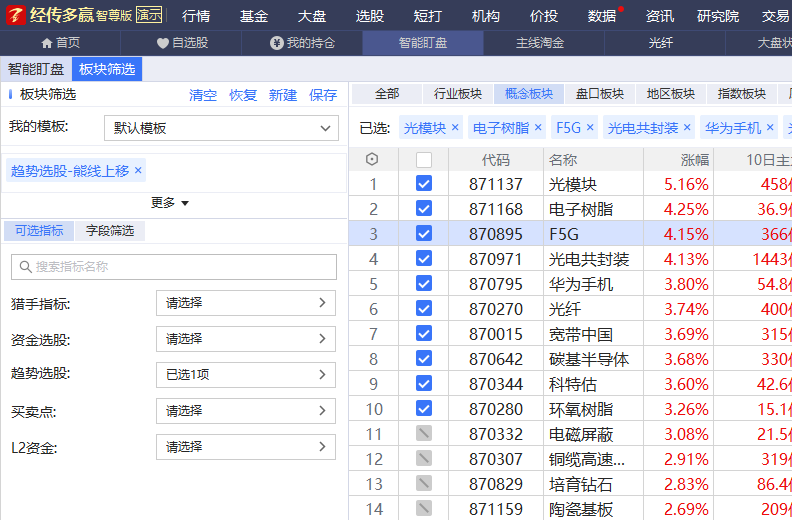 经传多赢 智尊版 演示 行情 基金 大盘 选股 短打 机构 价投 数据 资讯 研究院 交易
首页 自选股 我的持仓 智能盯盘 主线淘金 光纤 大盘状
智能盯盘 板块筛选
板块筛选 清空 恢复 新建 保存
我的模板: 默认模板
趋势选股-熊线上移 ×
更多
可选指标 字段筛选
搜索指标名称
猎手指标: 请选择
资金选股: 请选择
趋势选股: 已选1项
买卖点: 请选择
L2资金: 请选择
全部 行业板块 概念板块 盘口板块 地区板块 指数板块
已选: 光模块 × 电子树脂 × F5G × 光电共封装 × 华为手机 ×
代码 名称 涨幅 10日主
1 871137 光模块 5.16% 458
2 871168 电子树脂 4.25% 36.9
3 870895 F5G 4.15% 366
4 870971 光电共封装 4.13% 1443
5 870795 华为手机 3.80% 54.8
6 870270 光纤 3.74% 400
7 870015 宽带中国 3.69% 315
8 870642 碳基半导体 3.68% 330
9 870344 科特估 3.60% 42.6
10 870280 环氧树脂 3.26% 15.1
11 870332 电磁屏蔽 3.08% 21.5
12 870307 铜缆高速... 2.91% 319
13 870829 培育钻石 2.83% 86.4
14 871159 陶瓷基板 2.69% 209